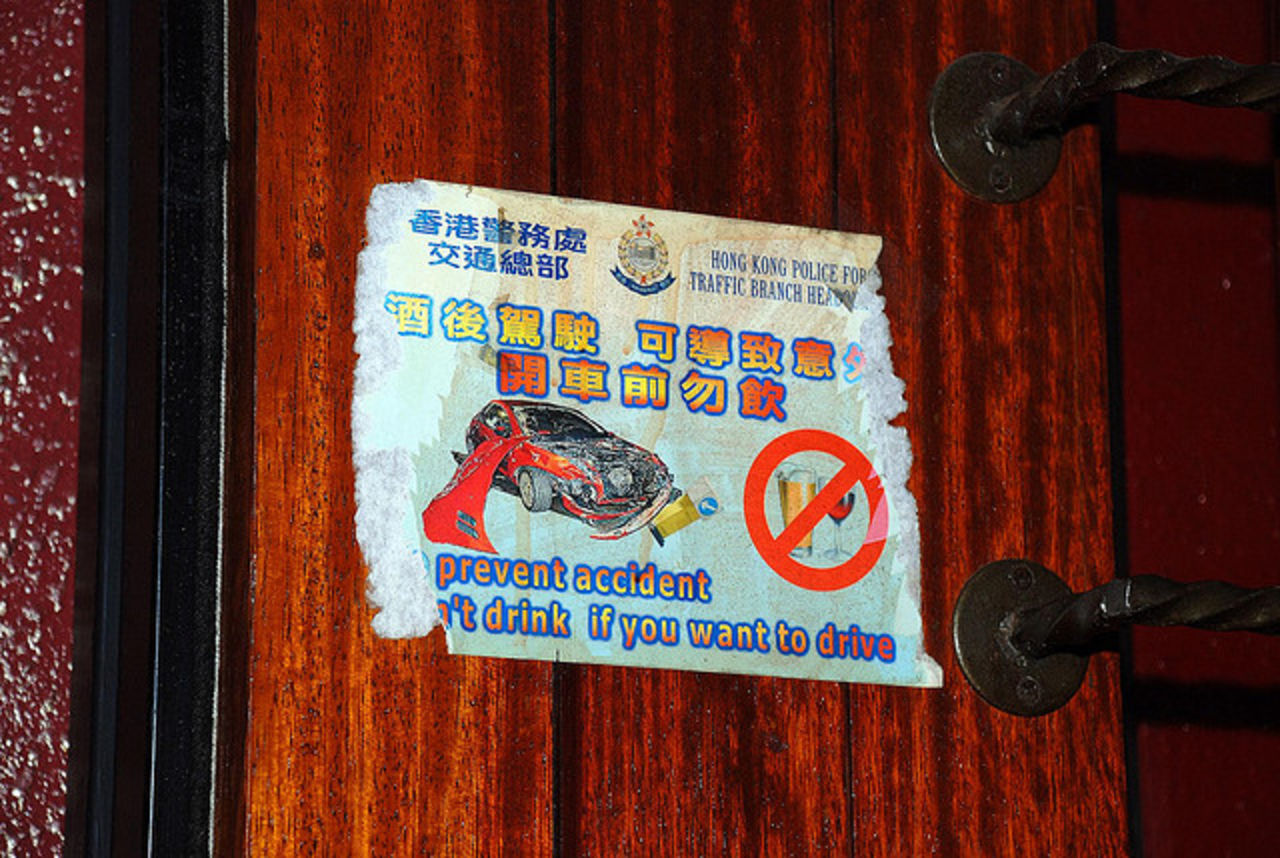 香港警務處
交通總部
HONG KONG POLICE FOR
TRAFFIC BRANCH HEAD
酒後駕駛 可導致意外
開車前勿飲
prevent accident
n't drink if you want to drive